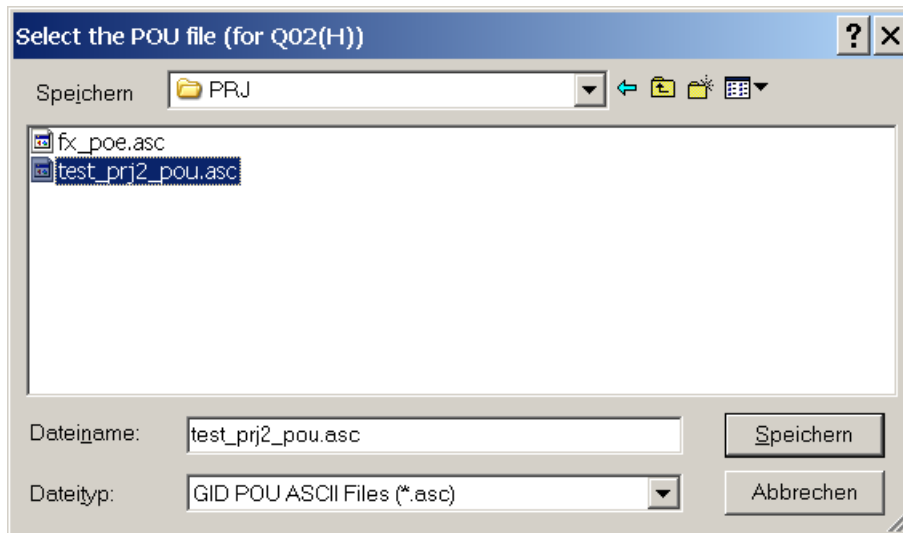 Select the POU file (for Q02(H))
Speichern PRJ
fx_poe.asc
test_prj2_pou.asc
Dateiname: test_prj2_pou.asc Speichern
Dateityp: GID POU ASCII Files (*.asc) Abbrechen